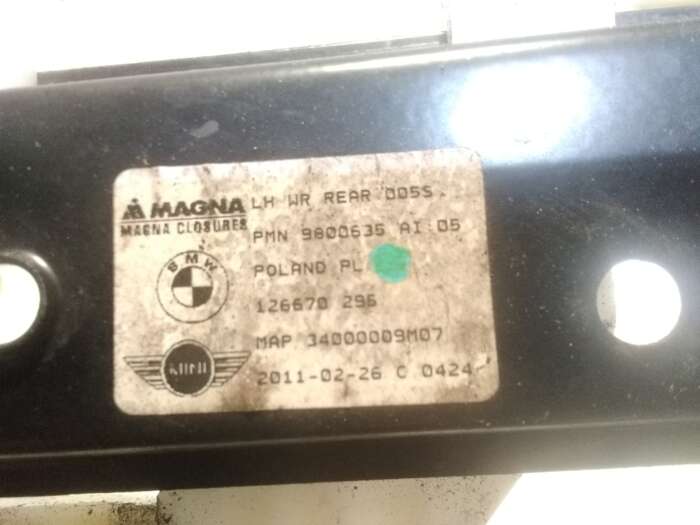 MAGNA
MAGNA CLOSURES
LH WR REAR 005S
PMN 9800635 AI 05
POLAND PL
126670 296
MAP 34000009M07
2011-02-26 C 0424
BMW
MINI